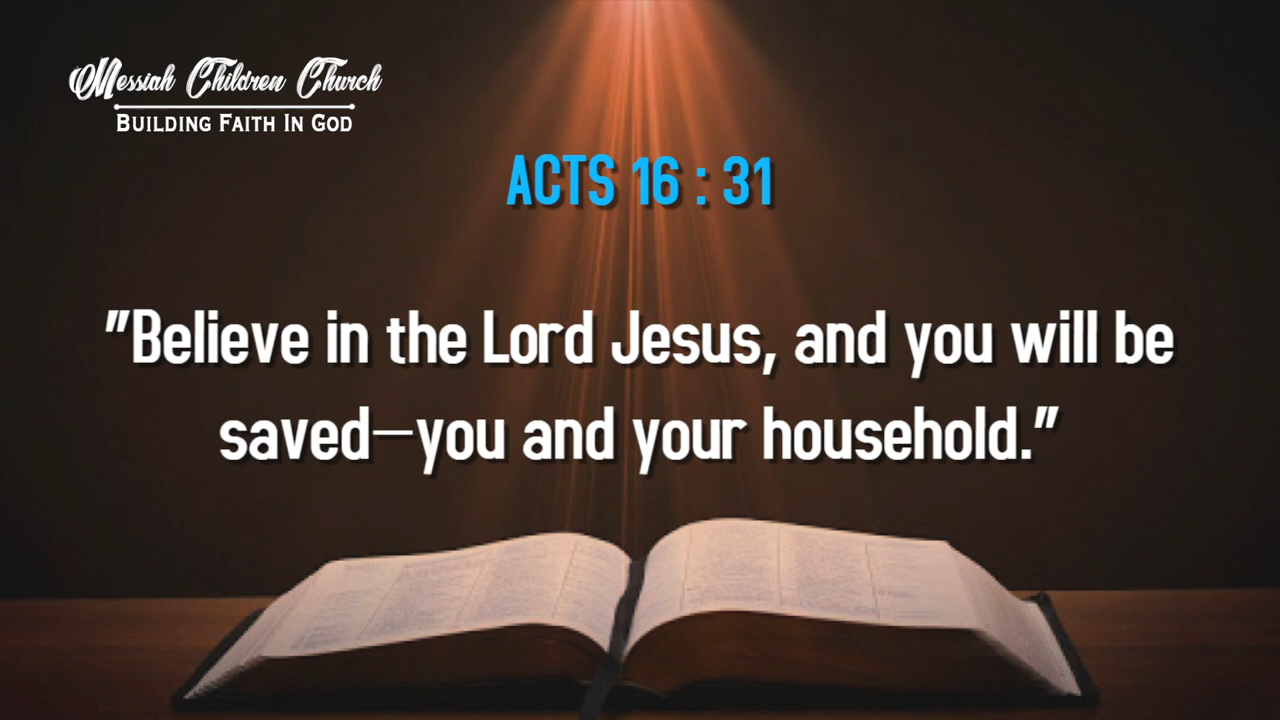 Messiah Children Church
Building Faith In God
ACTS 16 : 31
"Believe in the Lord Jesus, and you will be
saved—you and your household."